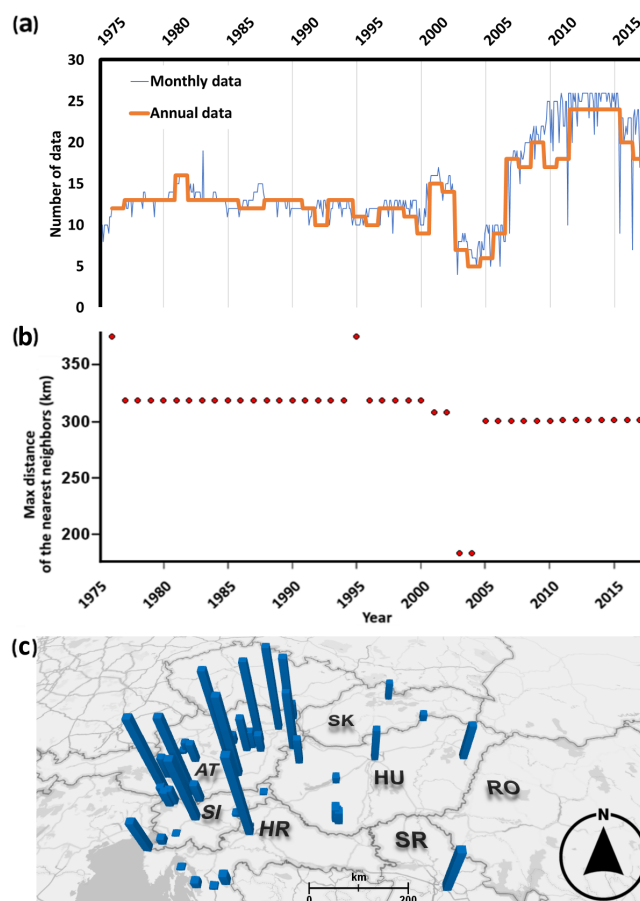 (a)
1975 1980 1985 1990 1995 2000 2005 2010 2015
30
25
20
15
10
5
0
Number of data
Monthly data
Annual data
(b)
350
300
250
200
Max distance
of the nearest neighbors (km)
1975 1980 1985 1990 1995 2000 2005 2010 2015
Year
(c)
SK
AT
HU
RO
SI
HR
SR
N
km
0 200